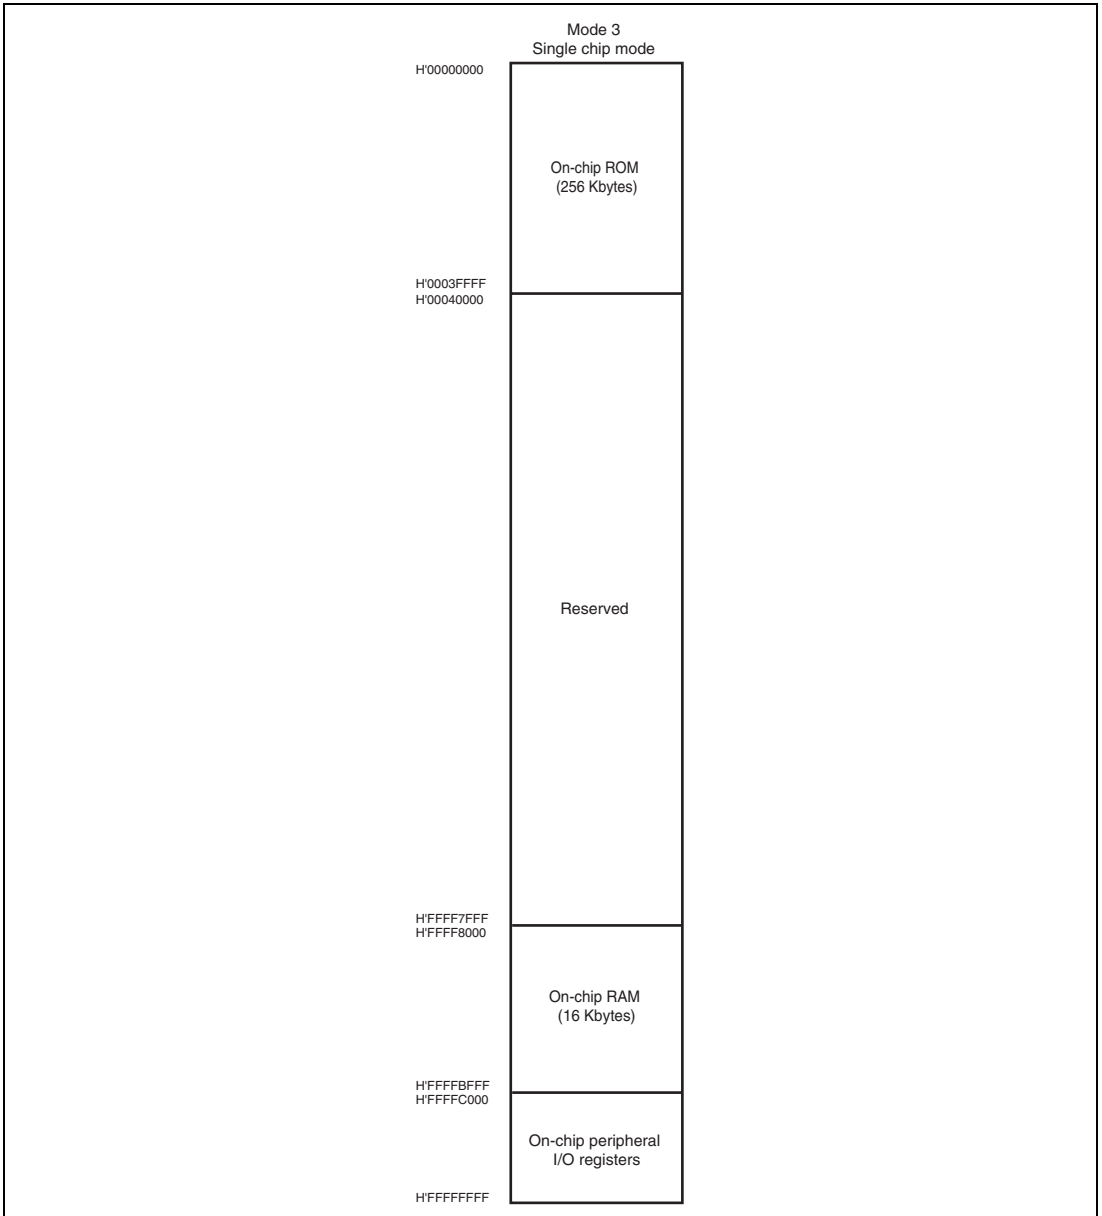 Mode 3
Single chip mode
H'00000000
On-chip ROM
(256 Kbytes)
H'0003FFFF
H'00040000
Reserved
H'FFFF7FFF
H'FFFF8000
On-chip RAM
(16 Kbytes)
H'FFFFBFFF
H'FFFFC000
On-chip peripheral
I/O registers
H'FFFFFFFF